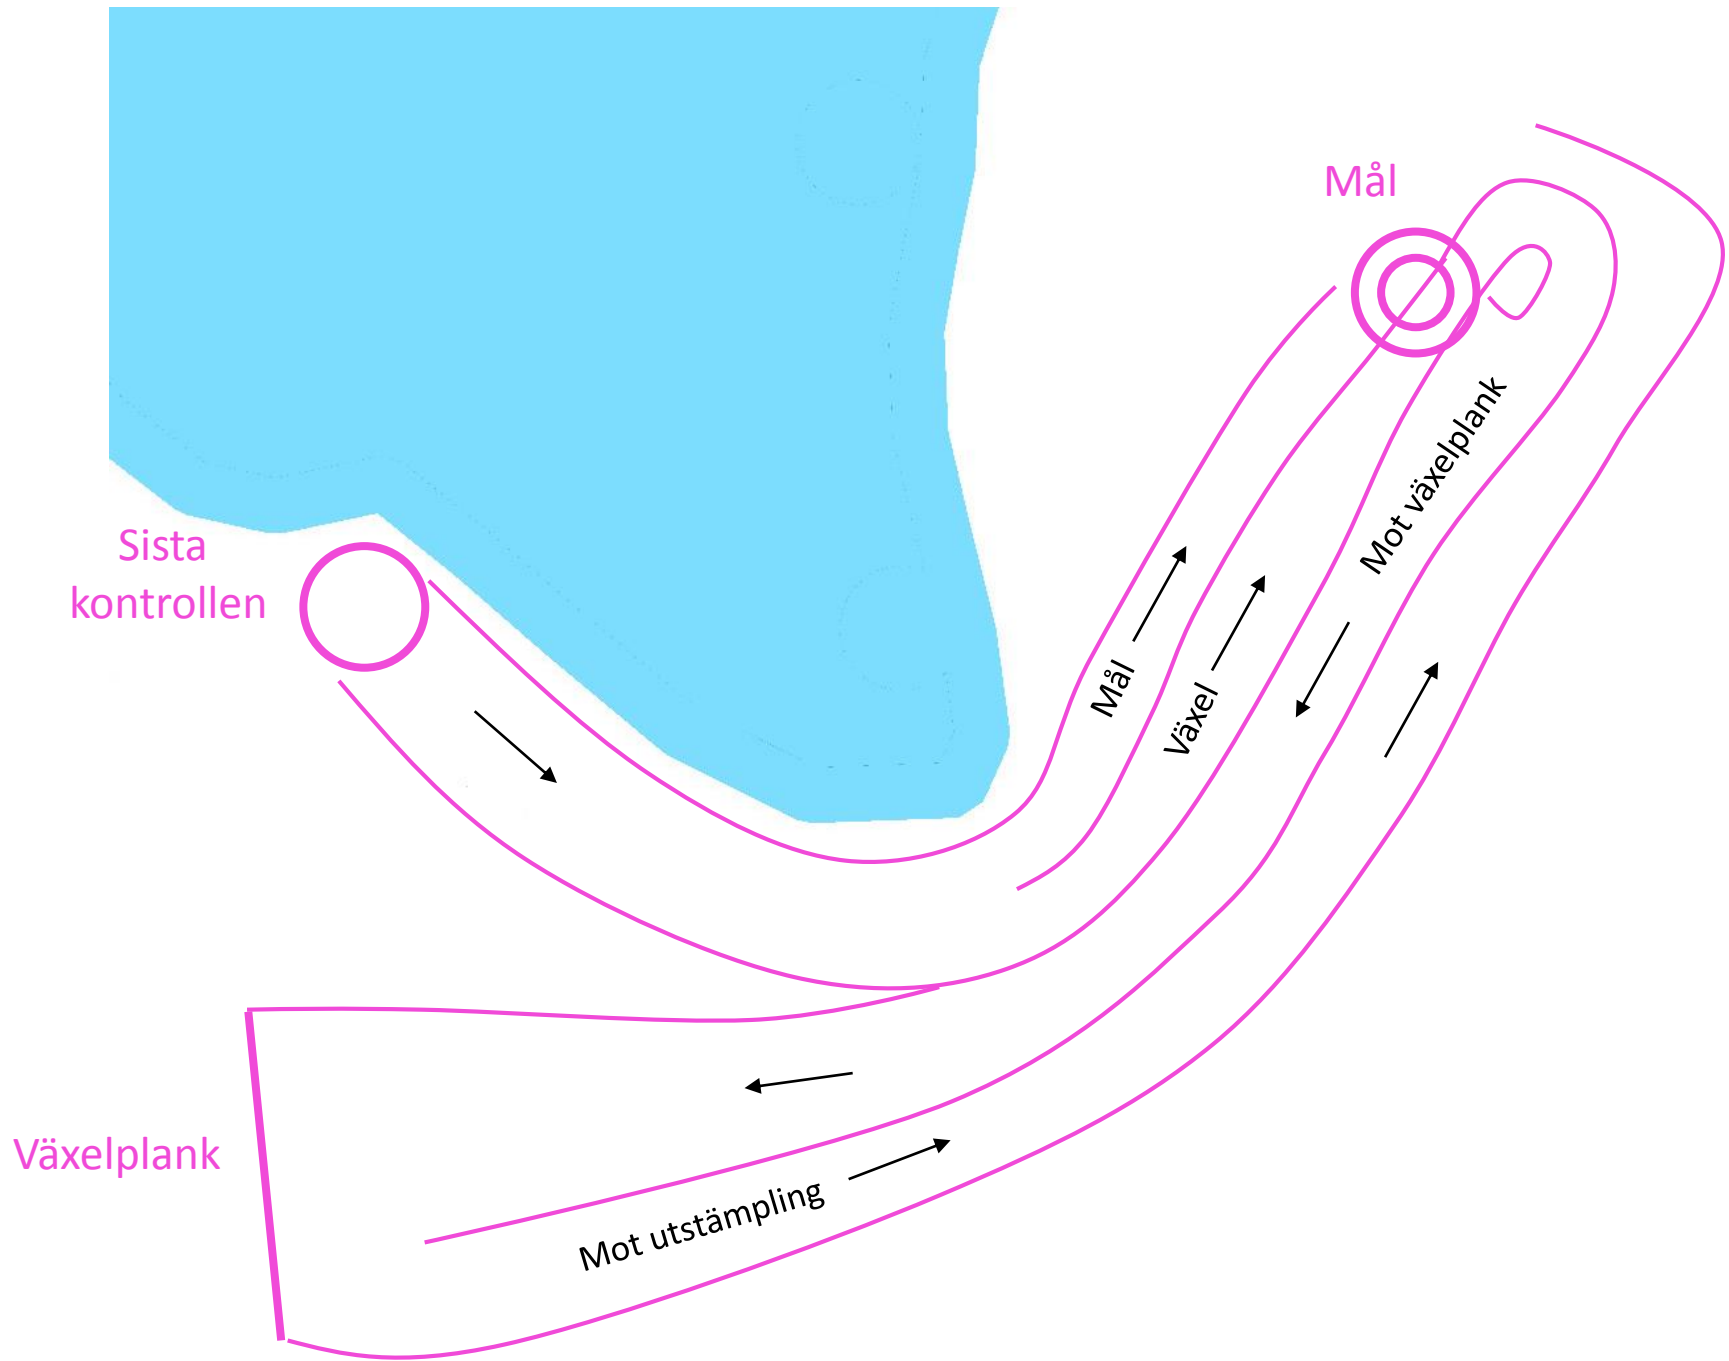 Mål
Sista
kontrollen
Mot växelplank
Mål
Växel
Växelplank
Mot utstämpling